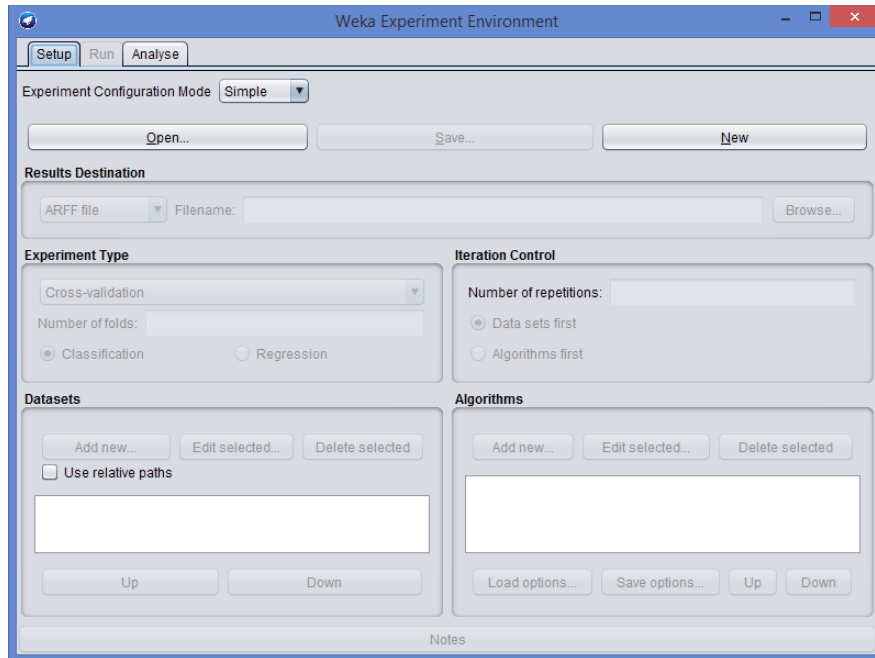 Weka Experiment Environment
Setup Run Analyse
Experiment Configuration Mode Simple
Open... Save... New
Results Destination
ARFF file Filename: Browse...
Experiment Type
Cross-validation
Number of folds:
Classification Regression
Iteration Control
Number of repetitions:
Data sets first
Algorithms first
Datasets
Add new... Edit selected... Delete selected
Use relative paths
Up Down
Algorithms
Add new... Edit selected... Delete selected
Load options... Save options... Up Down
Notes